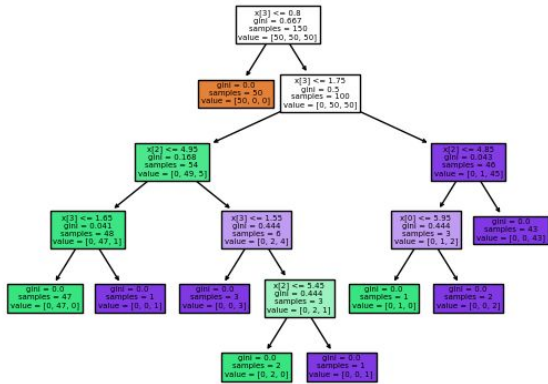 x[3] <= 0.8
gini = 0.667
samples = 150
value = [50, 50, 50]
gini = 0.0
samples = 50
value = [50, 0, 0]
x[3] <= 1.75
gini = 0.5
samples = 100
value = [0, 50, 50]
x[2] <= 4.95
gini = 0.168
samples = 54
value = [0, 49, 5]
x[2] <= 4.85
gini = 0.043
samples = 46
value = [0, 1, 45]
x[3] <= 1.65
gini = 0.041
samples = 48
value = [0, 47, 1]
x[3] <= 1.55
gini = 0.444
samples = 6
value = [0, 2, 4]
x[0] <= 5.95
gini = 0.444
samples = 3
value = [0, 1, 2]
gini = 0.0
samples = 43
value = [0, 0, 43]
gini = 0.0
samples = 47
value = [0, 47, 0]
gini = 0.0
samples = 1
value = [0, 0, 1]
gini = 0.0
samples = 3
value = [0, 0, 3]
x[2] <= 5.45
gini = 0.444
samples = 3
value = [0, 2, 1]
gini = 0.0
samples = 1
value = [0, 1, 0]
gini = 0.0
samples = 2
value = [0, 0, 2]
gini = 0.0
samples = 2
value = [0, 2, 0]
gini = 0.0
samples = 1
value = [0, 0, 1]